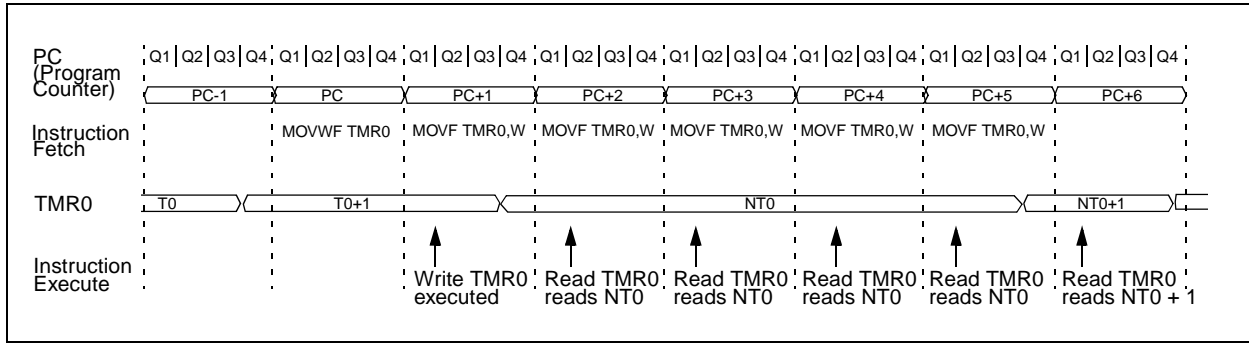 PC (Program Counter)
Q1 Q2 Q3 Q4 Q1 Q2 Q3 Q4 Q1 Q2 Q3 Q4 Q1 Q2 Q3 Q4 Q1 Q2 Q3 Q4 Q1 Q2 Q3 Q4 Q1 Q2 Q3 Q4 Q1 Q2 Q3 Q4
PC-1 PC PC+1 PC+2 PC+3 PC+4 PC+5 PC+6
Instruction Fetch
MOVWF TMR0 MOVF TMR0,W MOVF TMR0,W MOVF TMR0,W MOVF TMR0,W MOVF TMR0,W
TMR0
T0 T0+1 NT0 NT0+1
Instruction Execute
Write TMR0 executed
Read TMR0 reads NT0
Read TMR0 reads NT0
Read TMR0 reads NT0
Read TMR0 reads NT0
Read TMR0 reads NT0 + 1